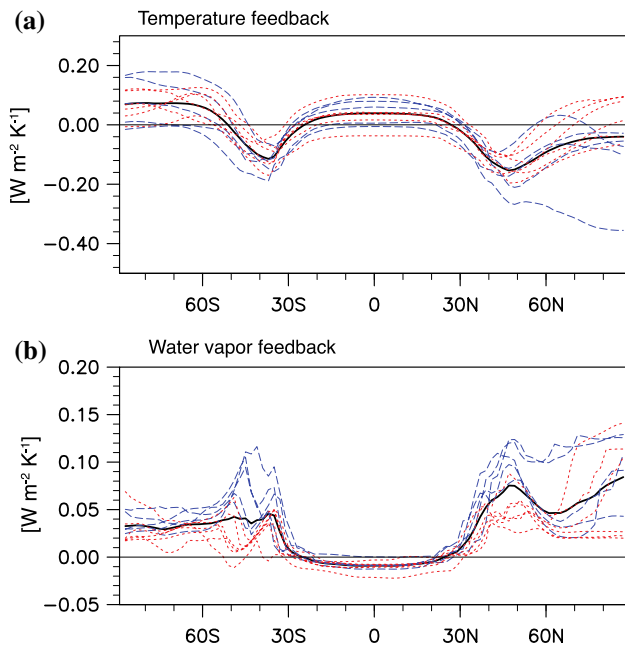 (a) Temperature feedback
0.20
0.00
−0.20
−0.40
[W m⁻² K⁻¹]
60S 30S 0 30N 60N
(b) Water vapor feedback
0.20
0.15
0.10
0.05
0.00
−0.05
[W m⁻² K⁻¹]
60S 30S 0 30N 60N